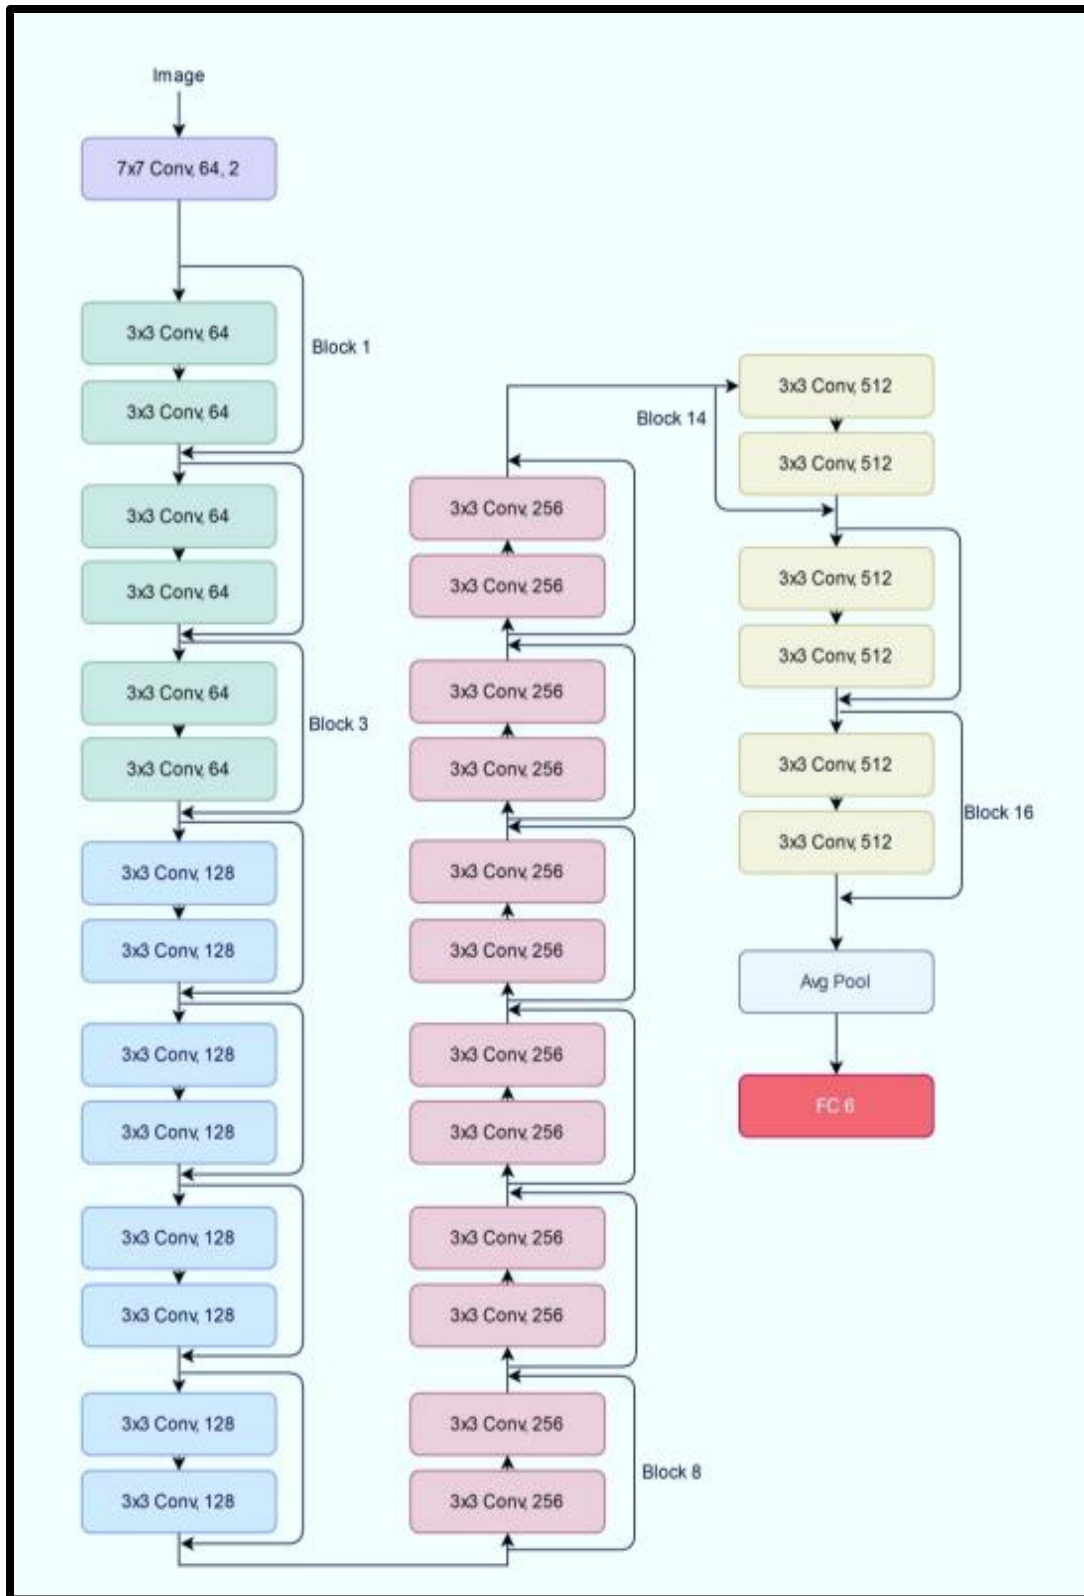 Image
7x7 Conv, 64, 2
3x3 Conv, 64
Block 1
3x3 Conv, 64
3x3 Conv, 64
3x3 Conv, 64
3x3 Conv, 64
Block 3
3x3 Conv, 64
3x3 Conv, 128
3x3 Conv, 128
3x3 Conv, 128
3x3 Conv, 128
3x3 Conv, 128
3x3 Conv, 128
3x3 Conv, 128
3x3 Conv, 128
3x3 Conv, 256
Block 8
3x3 Conv, 256
3x3 Conv, 256
3x3 Conv, 256
3x3 Conv, 256
3x3 Conv, 256
3x3 Conv, 256
3x3 Conv, 256
3x3 Conv, 256
3x3 Conv, 256
3x3 Conv, 256
3x3 Conv, 256
Block 14
3x3 Conv, 512
3x3 Conv, 512
3x3 Conv, 512
3x3 Conv, 512
3x3 Conv, 512
Block 16
3x3 Conv, 512
Avg Pool
FC 6